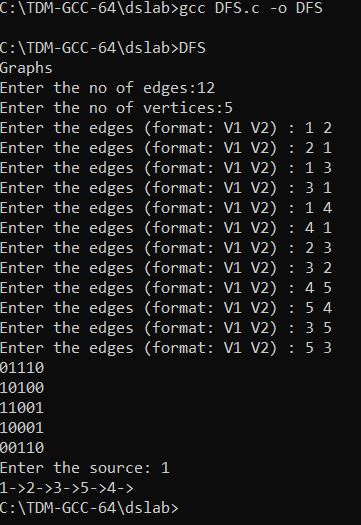 C:\TDM-GCC-64\dslab>gcc DFS.c -o DFS
C:\TDM-GCC-64\dslab>DFS
Graphs
Enter the no of edges:12
Enter the no of vertices:5
Enter the edges (format: V1 V2) : 1 2
Enter the edges (format: V1 V2) : 2 1
Enter the edges (format: V1 V2) : 1 3
Enter the edges (format: V1 V2) : 3 1
Enter the edges (format: V1 V2) : 1 4
Enter the edges (format: V1 V2) : 4 1
Enter the edges (format: V1 V2) : 2 3
Enter the edges (format: V1 V2) : 3 2
Enter the edges (format: V1 V2) : 4 5
Enter the edges (format: V1 V2) : 5 4
Enter the edges (format: V1 V2) : 3 5
Enter the edges (format: V1 V2) : 5 3
01110
10100
11001
10001
00110
Enter the source: 1
1->2->3->5->4->
C:\TDM-GCC-64\dslab>